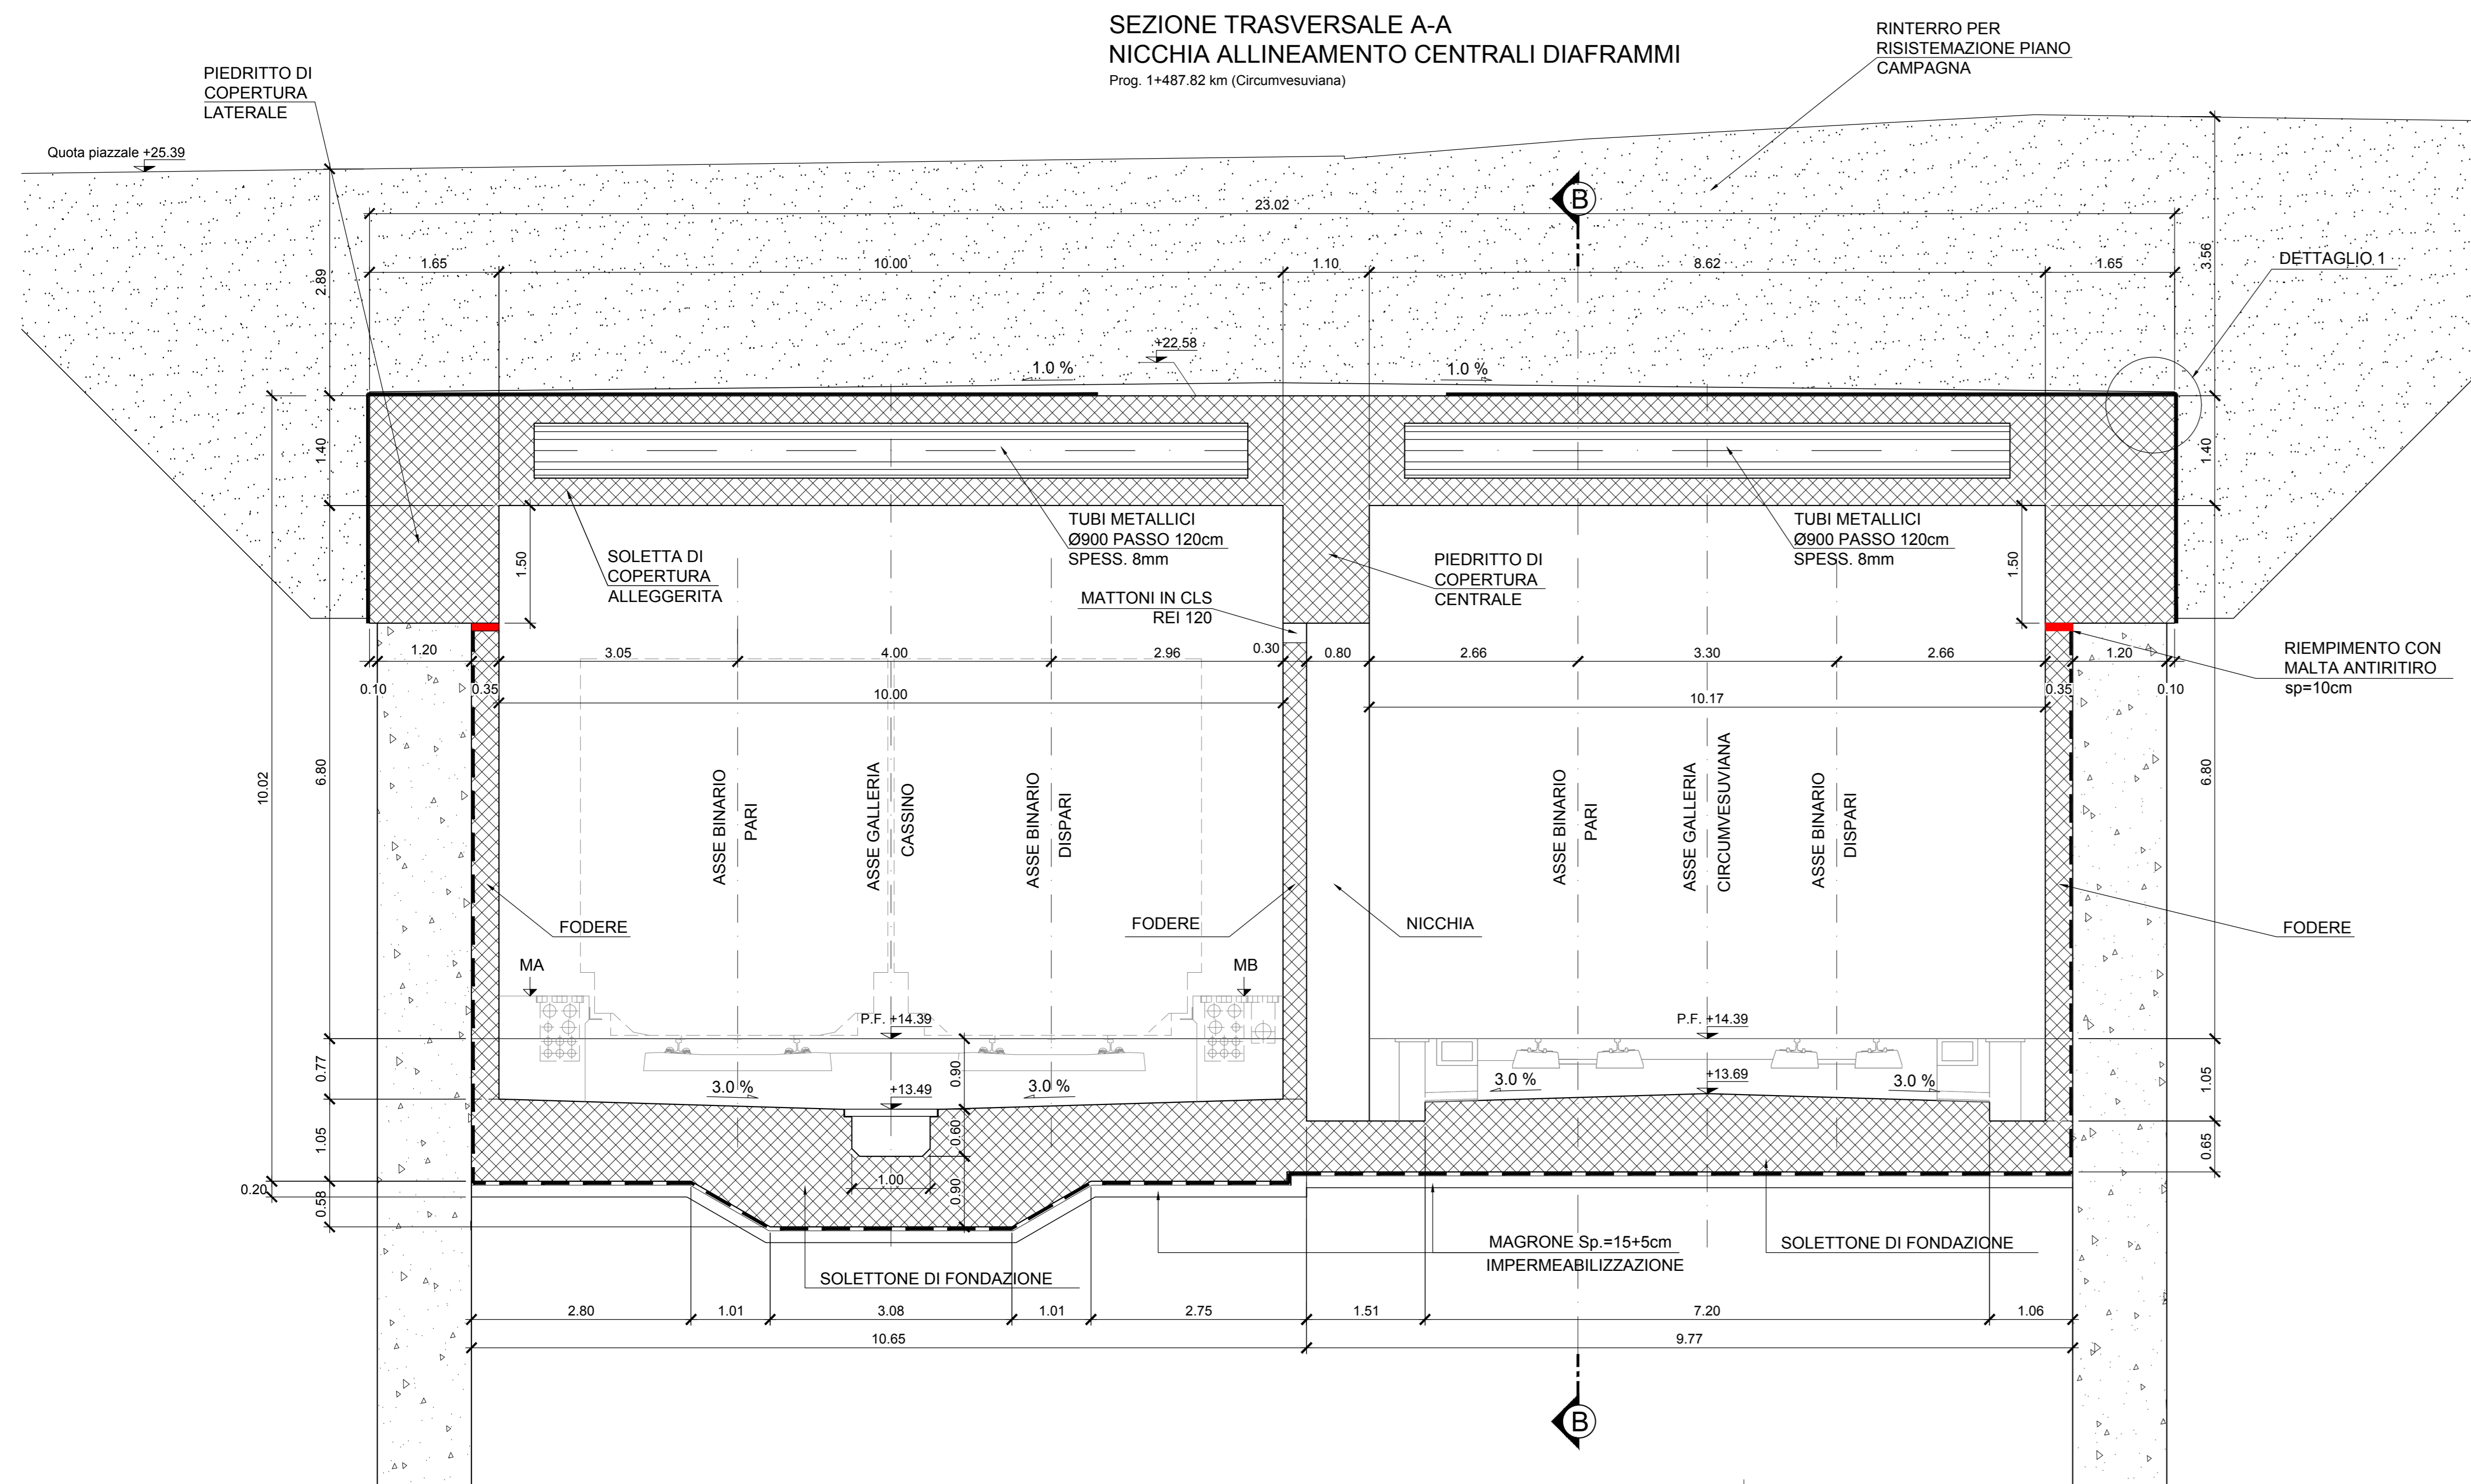 SEZIONE TRASVERSALE A-A
NICCHIA ALLINEAMENTO CENTRALI DIAFRAMMI
Prog. 1+487.82 km (Circumvesuviana)
RINTERRO PER
RISISTEMAZIONE PIANO
CAMPAGNA
PIEDRITTO DI
COPERTURA
LATERALE
Quota piazzale +25.39
B
23.02
1.65
10.00
1.10
8.62
1.65
2.89
3.56
DETTAGLIO 1
+22.58
1.0 %
1.0 %
1.40
1.40
TUBI METALLICI
Ø900 PASSO 120cm
SPESS. 8mm
TUBI METALLICI
Ø900 PASSO 120cm
SPESS. 8mm
1.50
1.50
SOLETTA DI
COPERTURA
ALLEGGERITA
PIEDRITTO DI
COPERTURA
CENTRALE
MATTONI IN CLS
REI 120
RIEMPIMENTO CON
MALTA ANTIRITIRO
sp=10cm
1.20
3.05
4.00
2.96
0.30
0.80
2.66
3.30
2.66
1.20
0.10
0.35
10.00
10.17
0.35
0.10
10.02
6.80
6.80
ASSE BINARIO
PARI
ASSE GALLERIA
CASSINO
ASSE BINARIO
DISPARI
ASSE BINARIO
PARI
ASSE GALLERIA
CIRCUMVESUVIANA
ASSE BINARIO
DISPARI
FODERE
FODERE
NICCHIA
FODERE
MA
MB
P.F. +14.39
P.F. +14.39
0.77
0.90
1.05
3.0 %
+13.49
3.0 %
3.0 %
+13.69
3.0 %
1.05
0.60
0.65
1.00
0.90
0.20
0.58
MAGRONE Sp.=15+5cm
IMPERMEABILIZZAZIONE
SOLETTONE DI FONDAZIONE
SOLETTONE DI FONDAZIONE
2.80
1.01
3.08
1.01
2.75
1.51
7.20
1.06
10.65
9.77
B